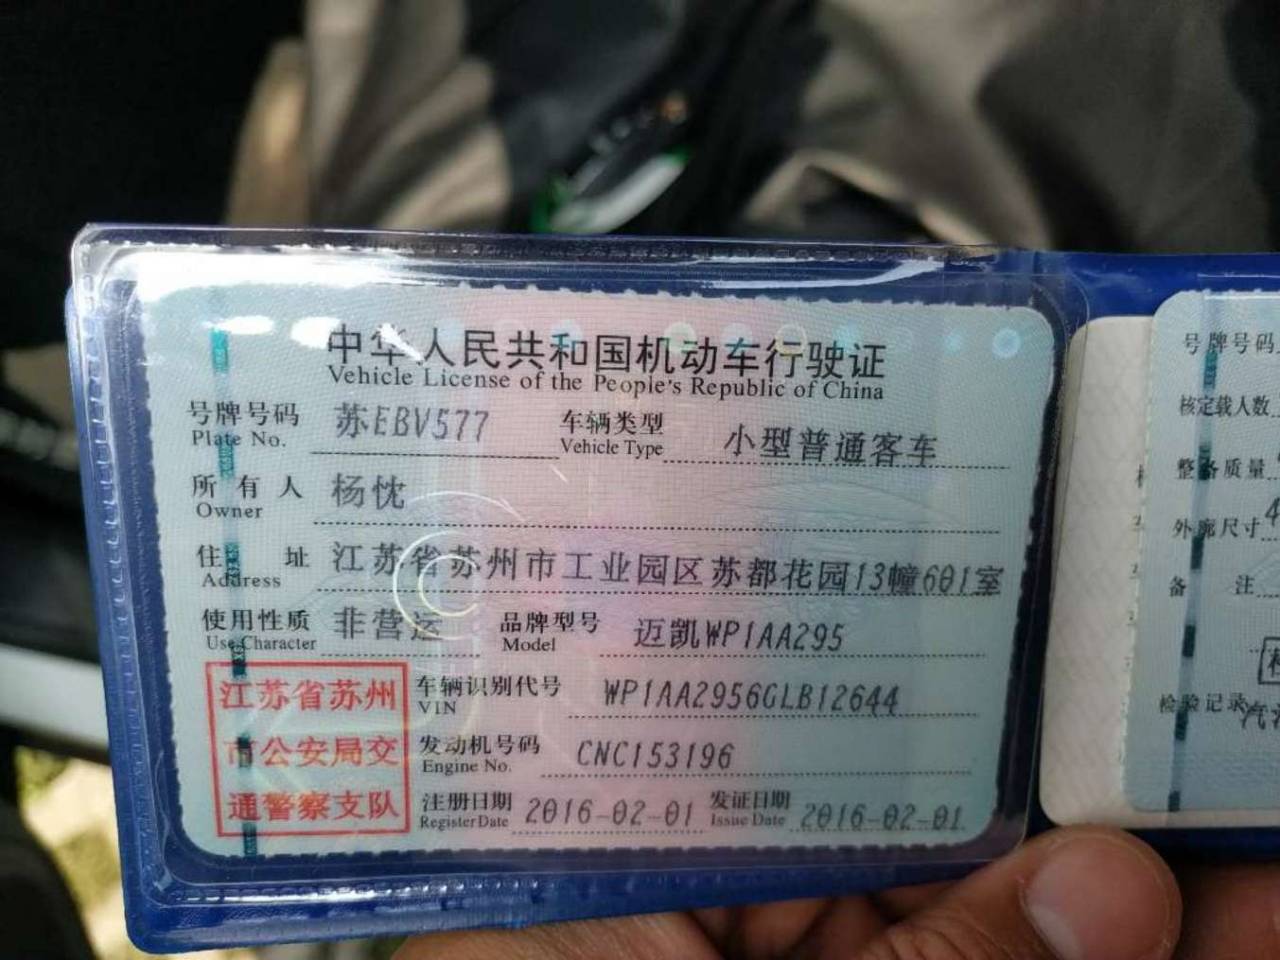 中华人民共和国机动车行驶证
Vehicle License of the People's Republic of China
号牌号码 苏EBV577 车辆类型 小型普通客车
Plate No. Vehicle Type
所有人 杨忱
Owner
住址 江苏省苏州市工业园区苏都花园13幢601室
Address
使用性质 非营运 品牌型号 迈凯WP1AA295
Use Character Model
江苏省苏州
市公安局交
通警察支队
车辆识别代号 WP1AA2956GLB12644
VIN
发动机号码 CNC153196
Engine No.
注册日期 2016-02-01 发证日期 2016-02-01
Register Date Issue Date
号牌号码
核定载人数
整备质量
外廓尺寸 4
备注
检验记录